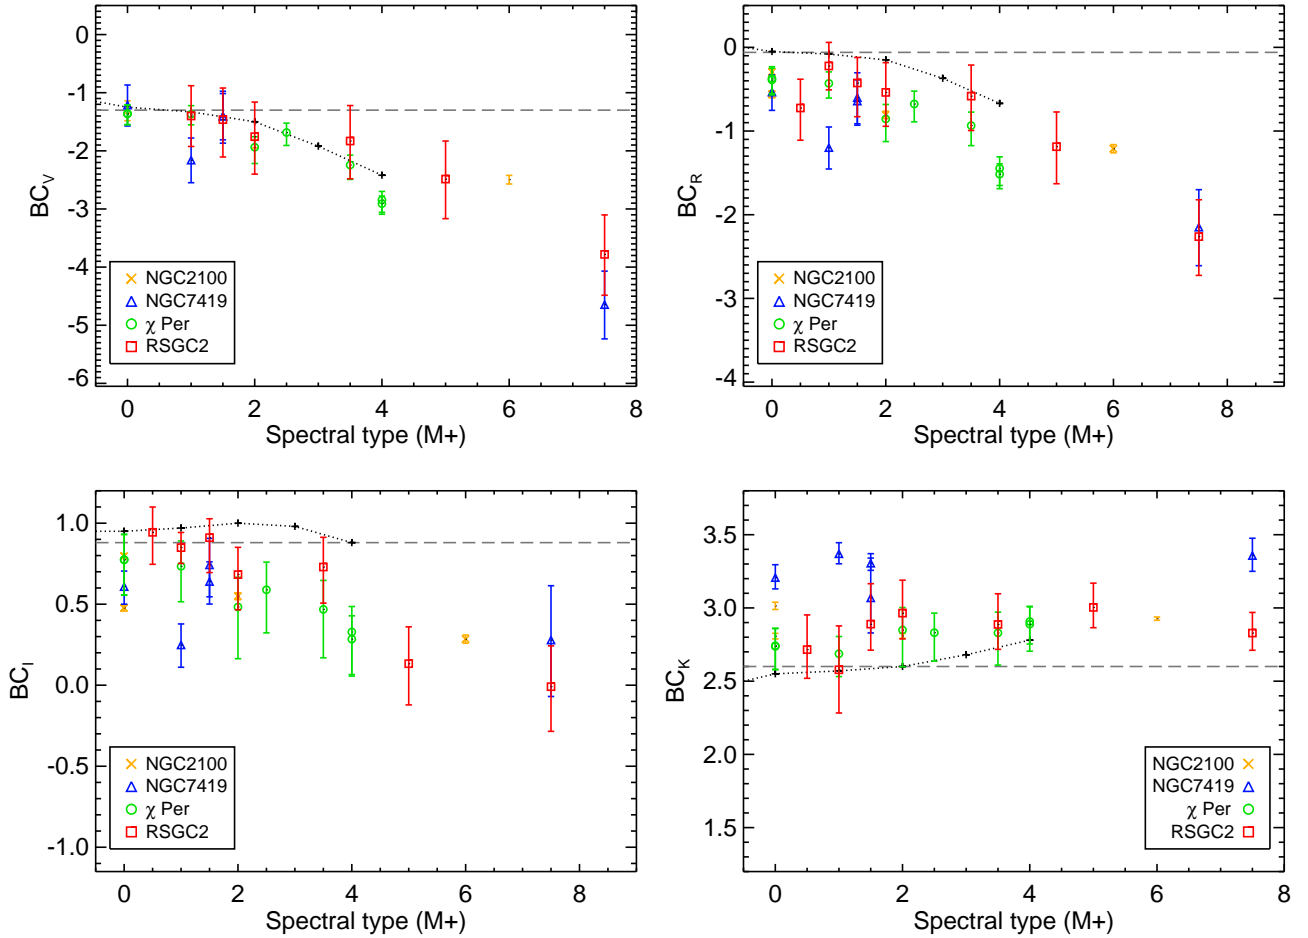 0
-1
-2
-3
-4
-5
-6
BC_V
NGC2100
NGC7419
χ Per
RSGC2
0 2 4 6 8
Spectral type (M+)
0
-1
-2
-3
-4
BC_R
NGC2100
NGC7419
χ Per
RSGC2
0 2 4 6 8
Spectral type (M+)
1.0
0.5
0.0
-0.5
-1.0
BC_I
NGC2100
NGC7419
χ Per
RSGC2
0 2 4 6 8
Spectral type (M+)
3.5
3.0
2.5
2.0
1.5
BC_K
NGC2100
NGC7419
χ Per
RSGC2
0 2 4 6 8
Spectral type (M+)